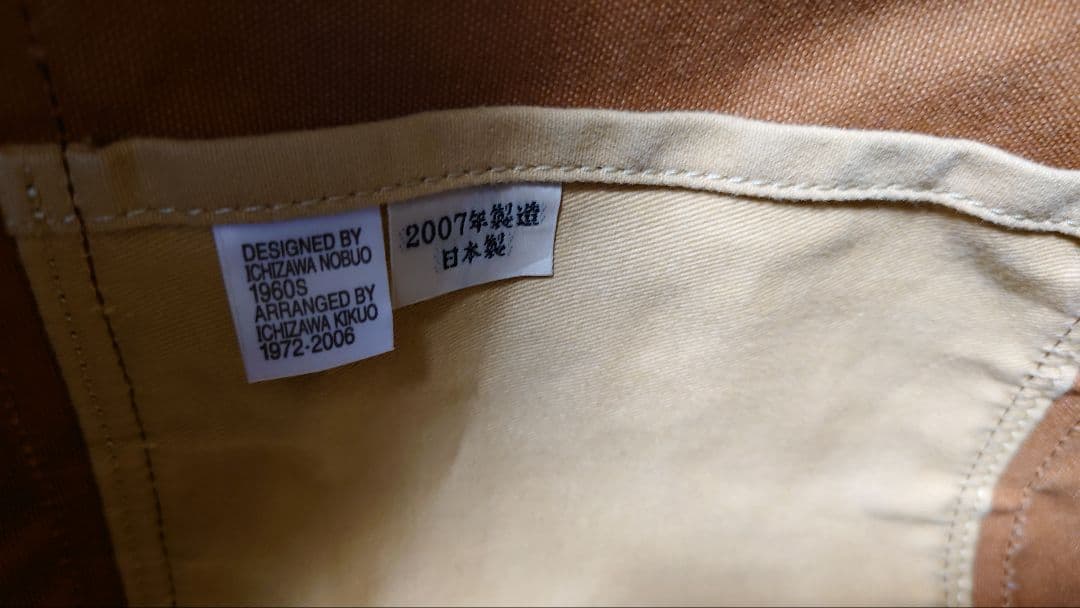 DESIGNED BY
ICHIZAWA NOBUO
1960S
ARRANGED BY
ICHIZAWA KIKUO
1972-2006
2007年製造
日本製